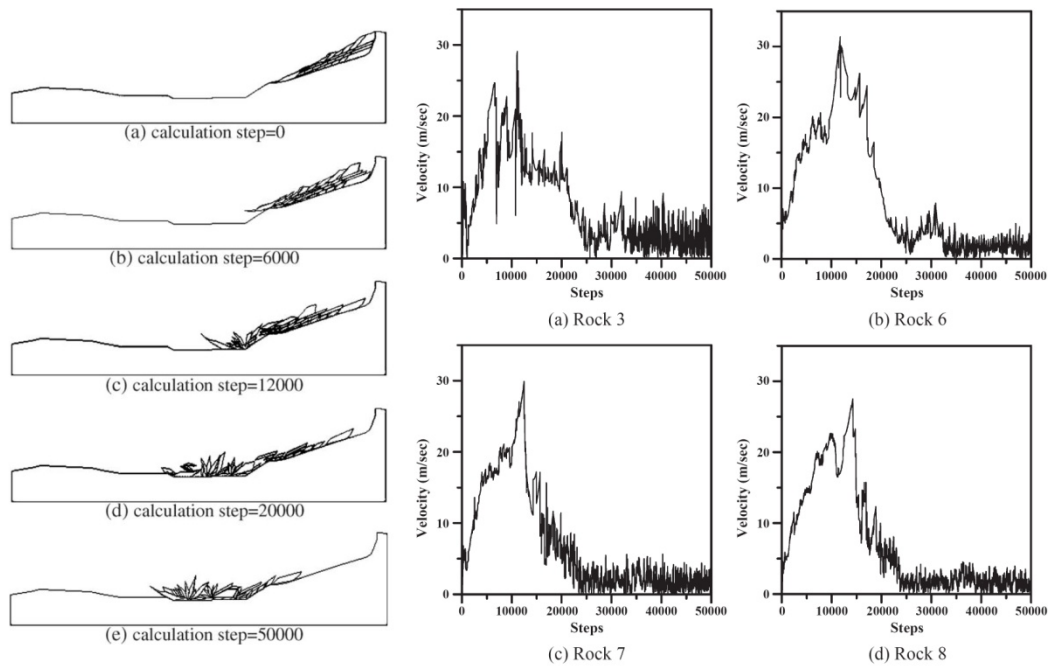 (a) calculation step=0
(b) calculation step=6000
(c) calculation step=12000
(d) calculation step=20000
(e) calculation step=50000
Velocity (m/sec)
30
20
10
0
0 10000 20000 30000 40000 50000
Steps
(a) Rock 3
Velocity (m/sec)
30
20
10
0
0 10000 20000 30000 40000 50000
Steps
(b) Rock 6
Velocity (m/sec)
30
20
10
0
0 10000 20000 30000 40000 50000
Steps
(c) Rock 7
Velocity (m/sec)
30
20
10
0
0 10000 20000 30000 40000 50000
Steps
(d) Rock 8